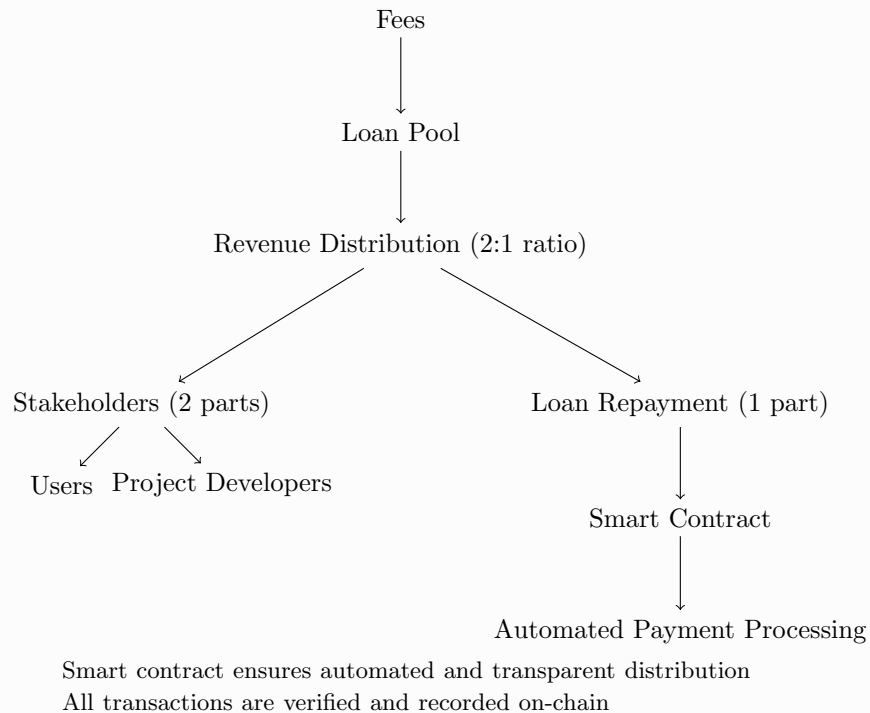 Fees
Loan Pool
Revenue Distribution (2:1 ratio)
Stakeholders (2 parts)
Loan Repayment (1 part)
Users
Project Developers
Smart Contract
Automated Payment Processing
Smart contract ensures automated and transparent distribution
All transactions are verified and recorded on-chain